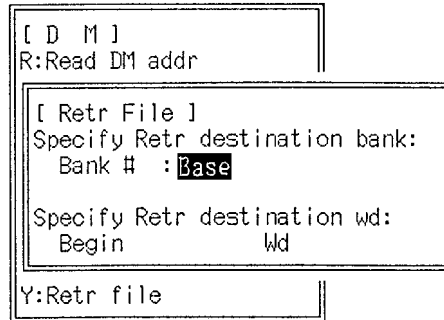 [ D M ]
R:Read DM addr
[ Retr File ]
Specify Retr destination bank:
Bank # :Base
Specify Retr destination wd:
Begin Wd
Y:Retr file